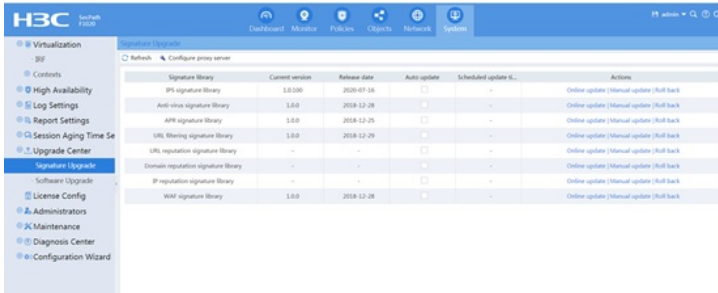 H3C SecPath F1020
Dashboard Monitor Policies Objects Network System
admin
Virtualization
IRF
Contexts
High Availability
Log Settings
Report Settings
Session Aging Time Se
Upgrade Center
Signature Upgrade
Software Upgrade
License Config
Administrators
Maintenance
Diagnosis Center
Configuration Wizard
Signature Upgrade
Refresh Configure proxy server
Signature library Current version Release date Auto update Scheduled update ti... Actions
IPS signature library 1.0.100 2020-07-16 - Online update | Manual update | Roll back
Anti-virus signature library 1.0.0 2018-12-28 - Online update | Manual update | Roll back
APR signature library 1.0.0 2018-12-25 - Online update | Manual update | Roll back
URL filtering signature library 1.0.0 2018-12-29 - Online update | Manual update | Roll back
URL reputation signature library - - - Online update | Manual update | Roll back
Domain reputation signature library - - - Online update | Manual update | Roll back
IP reputation signature library - - - Online update | Manual update | Roll back
WAF signature library 1.0.0 2018-12-28 - Online update | Manual update | Roll back